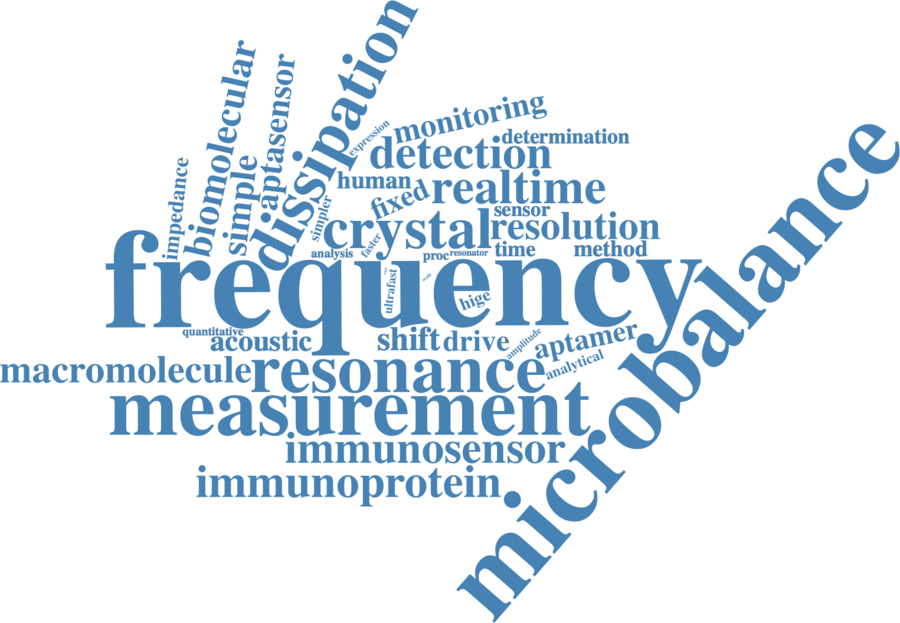 dissipation
biomolecular
aptasensor
simple
impedance
expression
monitoring
determination
detection
human
realtime
fixed
simpler
sensor
crystal
resolution
analysis
faster
proc
resonator
time
method
frequency
ultrafast
hige
microbalance
quantitative
acoustic
shift
drive
amplitude
aptamer
analytical
macromolecule
resonance
measurement
immunosensor
immunoprotein